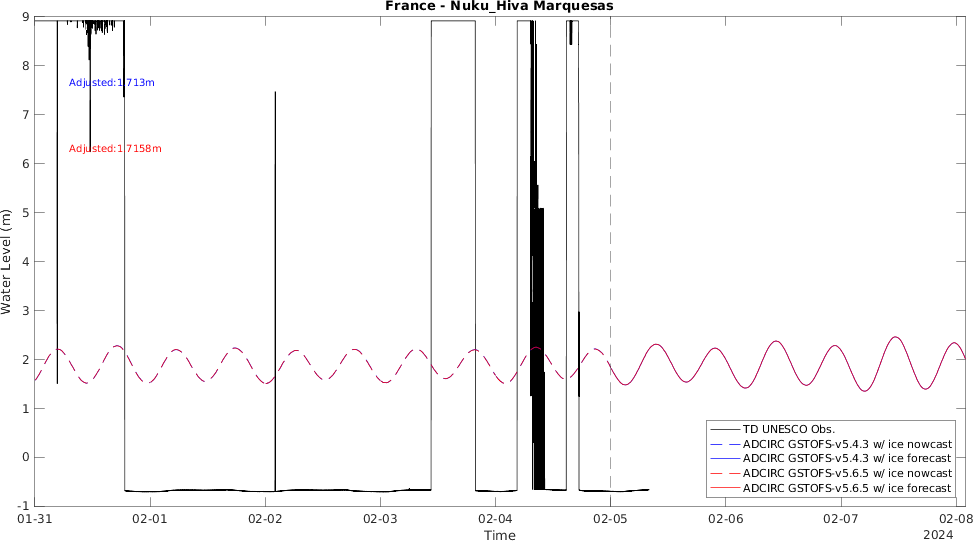 France - Nuku_Hiva Marquesas
9
8
7
6
5
4
3
2
1
0
-1
Water Level (m)
Adjusted:1.713m
Adjusted:1.7158m
TD UNESCO Obs.
ADCIRC GSTOFS-v5.4.3 w/ ice nowcast
ADCIRC GSTOFS-v5.4.3 w/ ice forecast
ADCIRC GSTOFS-v5.6.5 w/ ice nowcast
ADCIRC GSTOFS-v5.6.5 w/ ice forecast
01-31 02-01 02-02 02-03 02-04 02-05 02-06 02-07 02-08
Time
2024